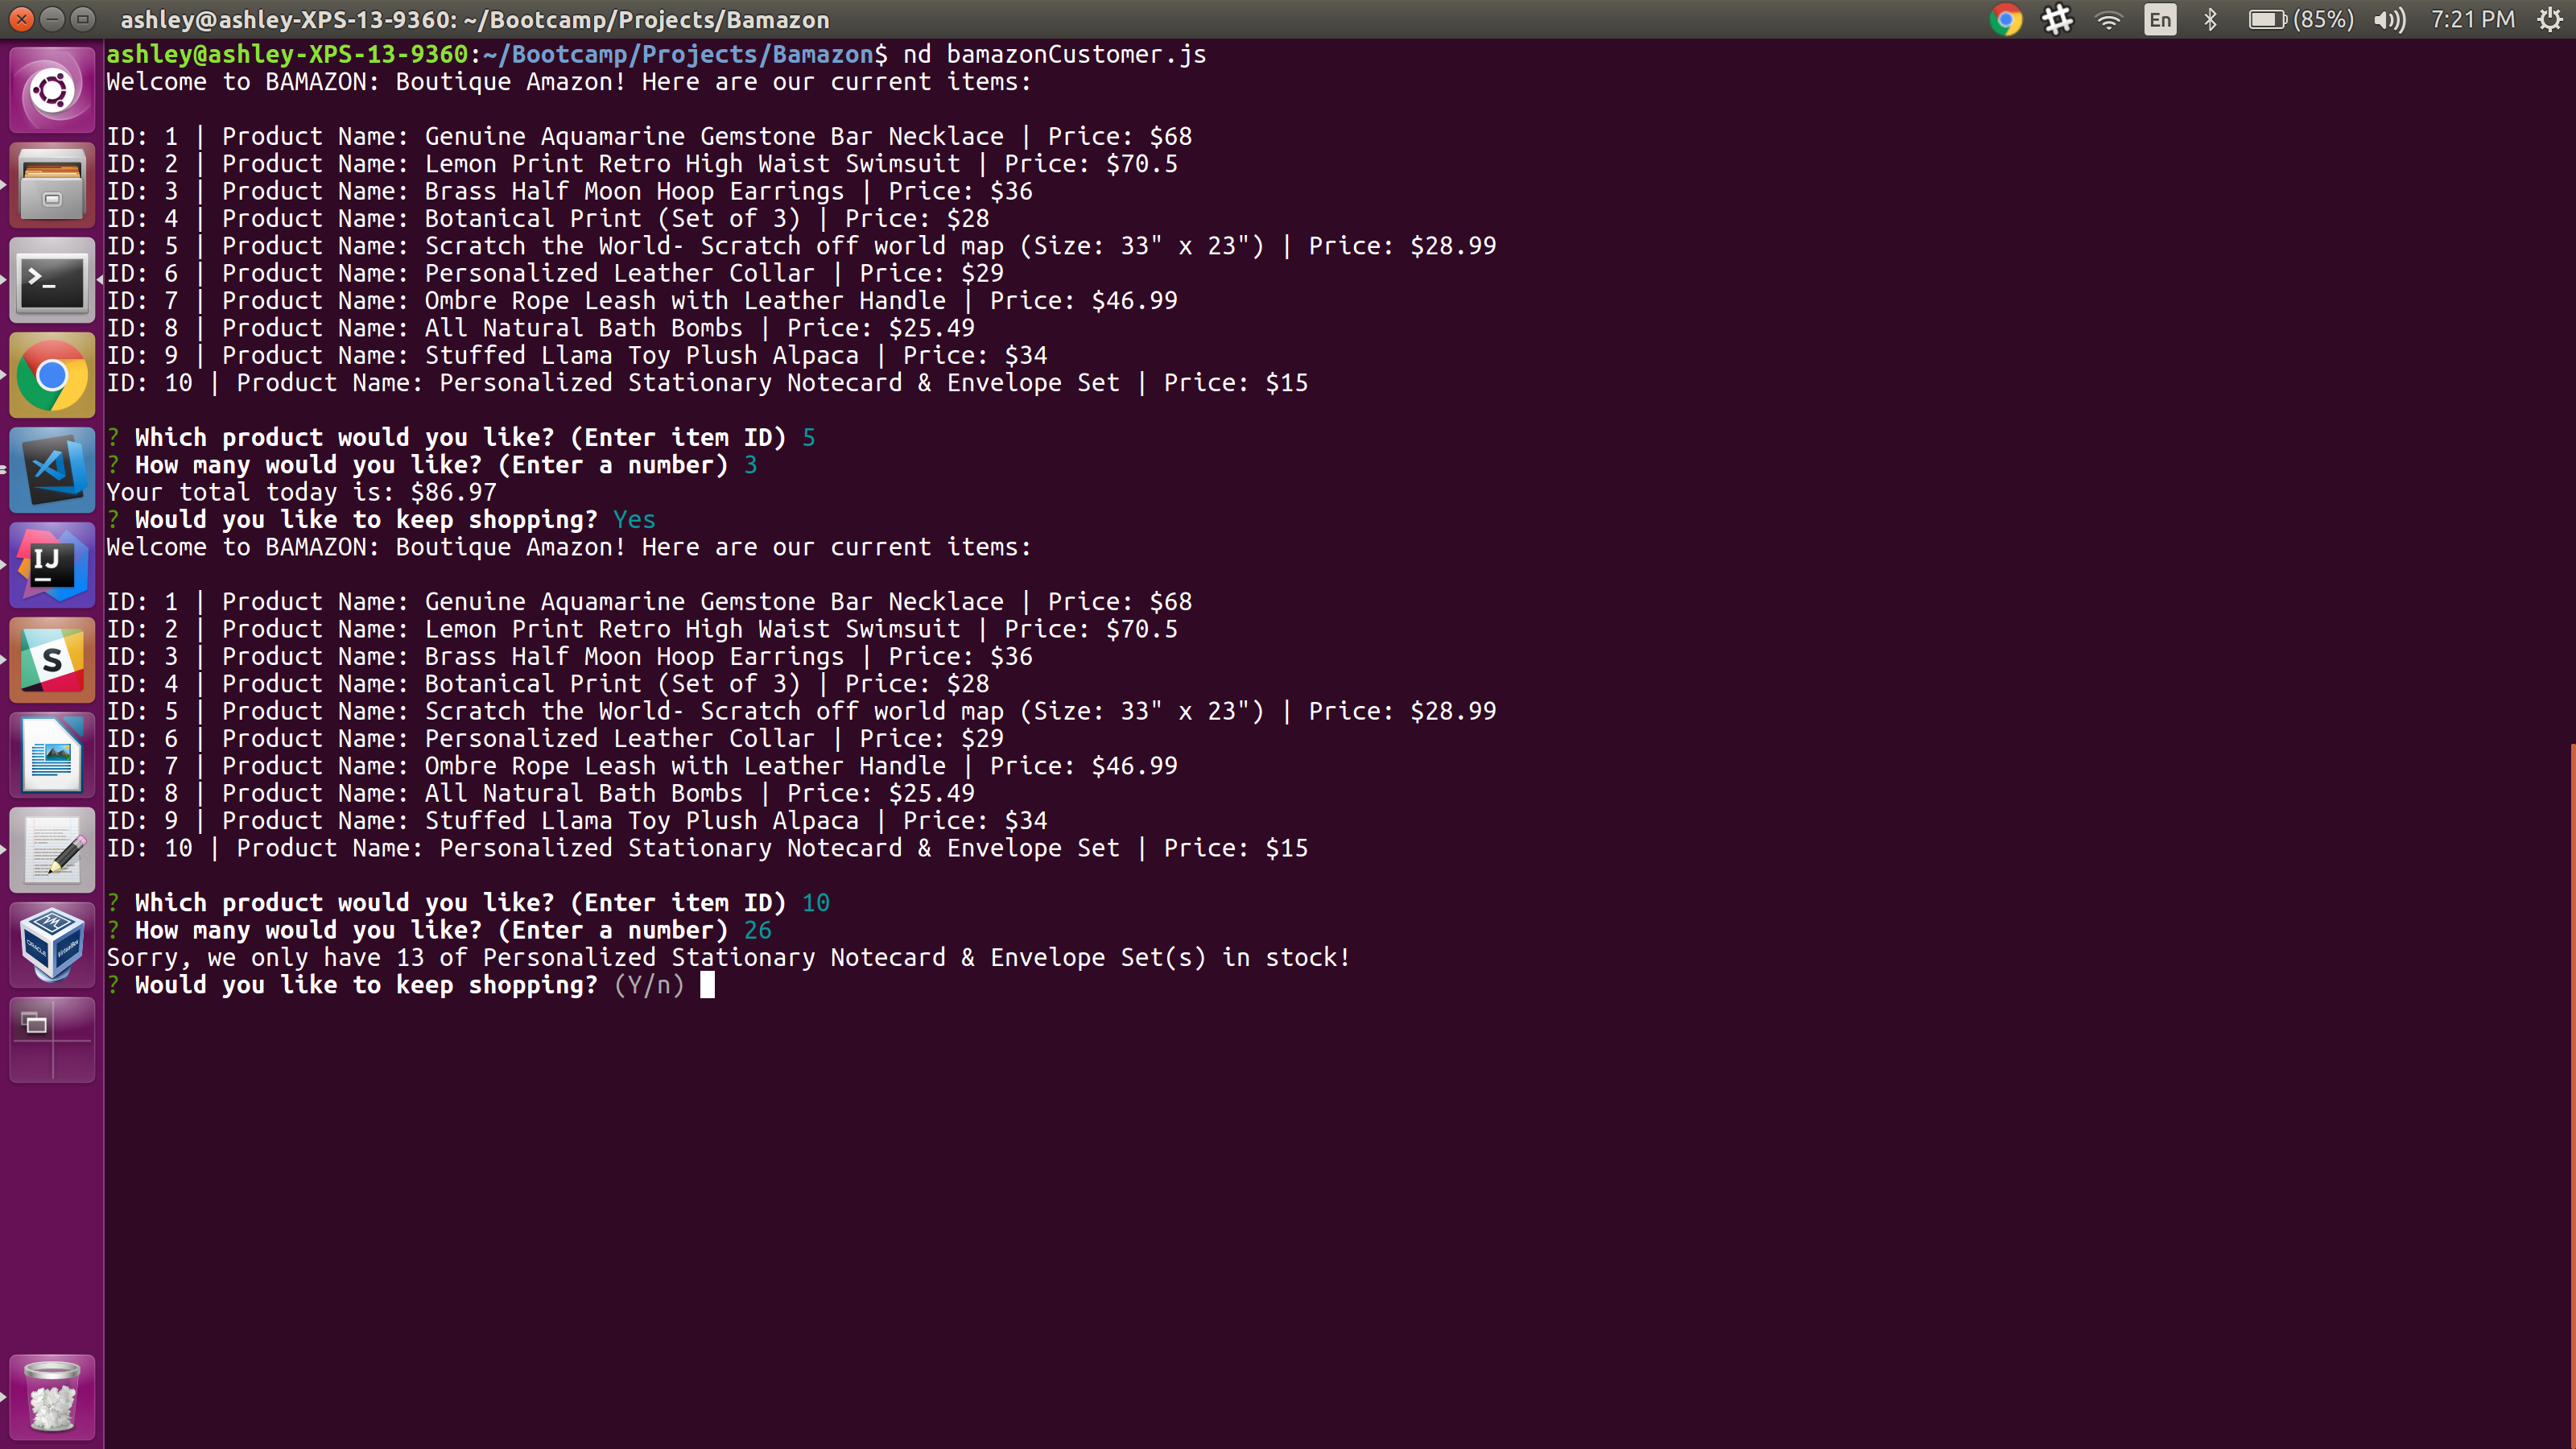 ashley@ashley-XPS-13-9360: ~/Bootcamp/Projects/Bamazon
En
(85%)
7:21 PM
ashley@ashley-XPS-13-9360:~/Bootcamp/Projects/Bamazon$ nd bamazonCustomer.js
Welcome to BAMAZON: Boutique Amazon! Here are our current items:
ID: 1 | Product Name: Genuine Aquamarine Gemstone Bar Necklace | Price: $68
ID: 2 | Product Name: Lemon Print Retro High Waist Swimsuit | Price: $70.5
ID: 3 | Product Name: Brass Half Moon Hoop Earrings | Price: $36
ID: 4 | Product Name: Botanical Print (Set of 3) | Price: $28
ID: 5 | Product Name: Scratch the World- Scratch off world map (Size: 33" x 23") | Price: $28.99
ID: 6 | Product Name: Personalized Leather Collar | Price: $29
ID: 7 | Product Name: Ombre Rope Leash with Leather Handle | Price: $46.99
ID: 8 | Product Name: All Natural Bath Bombs | Price: $25.49
ID: 9 | Product Name: Stuffed Llama Toy Plush Alpaca | Price: $34
ID: 10 | Product Name: Personalized Stationary Notecard & Envelope Set | Price: $15
? Which product would you like? (Enter item ID) 5
? How many would you like? (Enter a number) 3
Your total today is: $86.97
? Would you like to keep shopping? Yes
Welcome to BAMAZON: Boutique Amazon! Here are our current items:
ID: 1 | Product Name: Genuine Aquamarine Gemstone Bar Necklace | Price: $68
ID: 2 | Product Name: Lemon Print Retro High Waist Swimsuit | Price: $70.5
ID: 3 | Product Name: Brass Half Moon Hoop Earrings | Price: $36
ID: 4 | Product Name: Botanical Print (Set of 3) | Price: $28
ID: 5 | Product Name: Scratch the World- Scratch off world map (Size: 33" x 23") | Price: $28.99
ID: 6 | Product Name: Personalized Leather Collar | Price: $29
ID: 7 | Product Name: Ombre Rope Leash with Leather Handle | Price: $46.99
ID: 8 | Product Name: All Natural Bath Bombs | Price: $25.49
ID: 9 | Product Name: Stuffed Llama Toy Plush Alpaca | Price: $34
ID: 10 | Product Name: Personalized Stationary Notecard & Envelope Set | Price: $15
? Which product would you like? (Enter item ID) 10
? How many would you like? (Enter a number) 26
Sorry, we only have 13 of Personalized Stationary Notecard & Envelope Set(s) in stock!
? Would you like to keep shopping? (Y/n)
>_
IJ
S